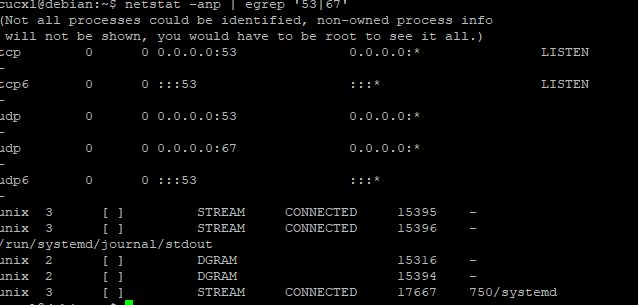 cucxl@debian:~$ netstat -anp | egrep '53|67'
(Not all processes could be identified, non-owned process info
will not be shown, you would have to be root to see it all.)
tcp 0 0 0.0.0.0:53 0.0.0.0:* LISTEN
-
tcp6 0 0 :::53 :::* LISTEN
-
udp 0 0 0.0.0.0:53 0.0.0.0:*
-
udp 0 0 0.0.0.0:67 0.0.0.0:*
-
udp6 0 0 :::53 :::*
-
unix 3 [ ] STREAM CONNECTED 15395 -
unix 3 [ ] STREAM CONNECTED 15396 -
/run/systemd/journal/stdout
unix 2 [ ] DGRAM 15316 -
unix 2 [ ] DGRAM 15394 -
unix 3 [ ] STREAM CONNECTED 17667 750/systemd